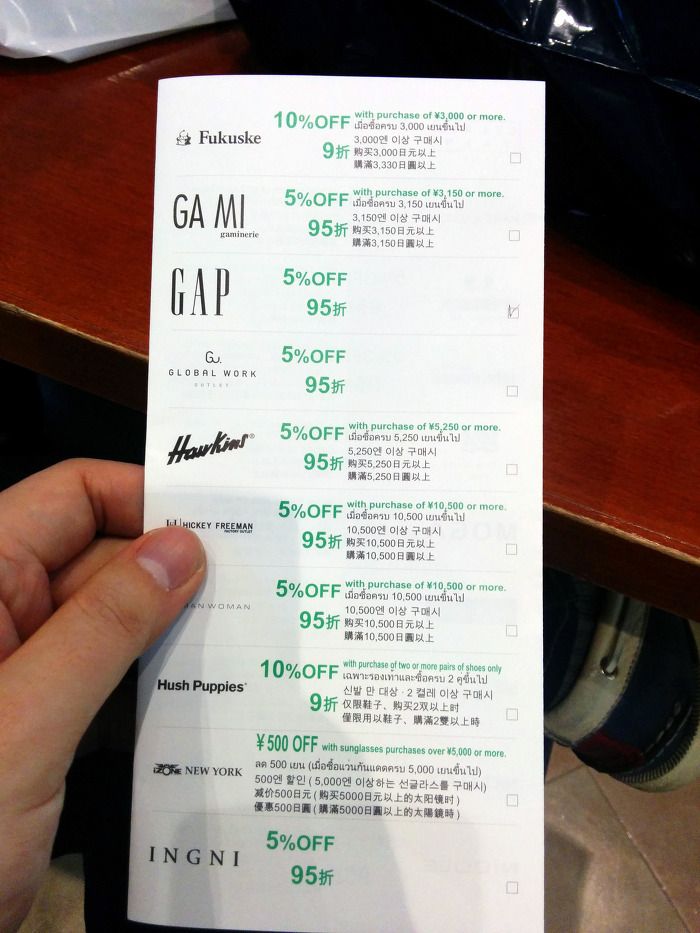 Fukuske
10%OFF with purchase of ¥3,000 or more.
เมื่อซื้อครบ 3,000 เยนขึ้นไป
9折 3,000엔 이상 구매시
购买3,000日元以上
購滿3,330日圓以上
GA MI
gaminerie
5%OFF with purchase of ¥3,150 or more.
เมื่อซื้อครบ 3,150 เยนขึ้นไป
95折 3,150엔 이상 구매시
购买3,150日元以上
購滿3,150日圓以上
GAP
5%OFF
95折
GLOBAL WORK
OUTLET
5%OFF
95折
Hawkins®
5%OFF with purchase of ¥5,250 or more.
เมื่อซื้อครบ 5,250 เยนขึ้นไป
95折 5,250엔 이상 구매시
购买5,250日元以上
購滿5,250日圓以上
HICKEY FREEMAN
FACTORY OUTLET
5%OFF with purchase of ¥10,500 or more.
เมื่อซื้อครบ 10,500 เยนขึ้นไป
95折 10,500엔 이상 구매시
购买10,500日元以上
購滿10,500日圓以上
WOMAN
5%OFF with purchase of ¥10,500 or more.
เมื่อซื้อครบ 10,500 เยนขึ้นไป
95折 10,500엔 이상 구매시
购买10,500日元以上
購滿10,500日圓以上
Hush Puppies®
10%OFF with purchase of two or more pairs of shoes only
เฉพาะรองเท้าและซื้อครบ 2 คู่ขึ้นไป
9折 신발 만 대상・2 컬레 이상 구매시
仅限鞋子、购买2双以上时
僅限用以鞋子、購滿2雙以上時
IZONE NEW YORK
¥500 OFF with sunglasses purchases over ¥5,000 or more.
ลด 500 เยน (เมื่อซื้อแว่นกันแดดครบ 5,000 เยนขึ้นไป)
500엔 할인 ( 5,000엔 이상하는 선글라스를 구매시)
减价500日元 ( 购买5000日元以上的太阳镜时 )
優惠500日圓 ( 購滿5000日圓以上的太陽鏡時 )
INGNI
5%OFF
95折